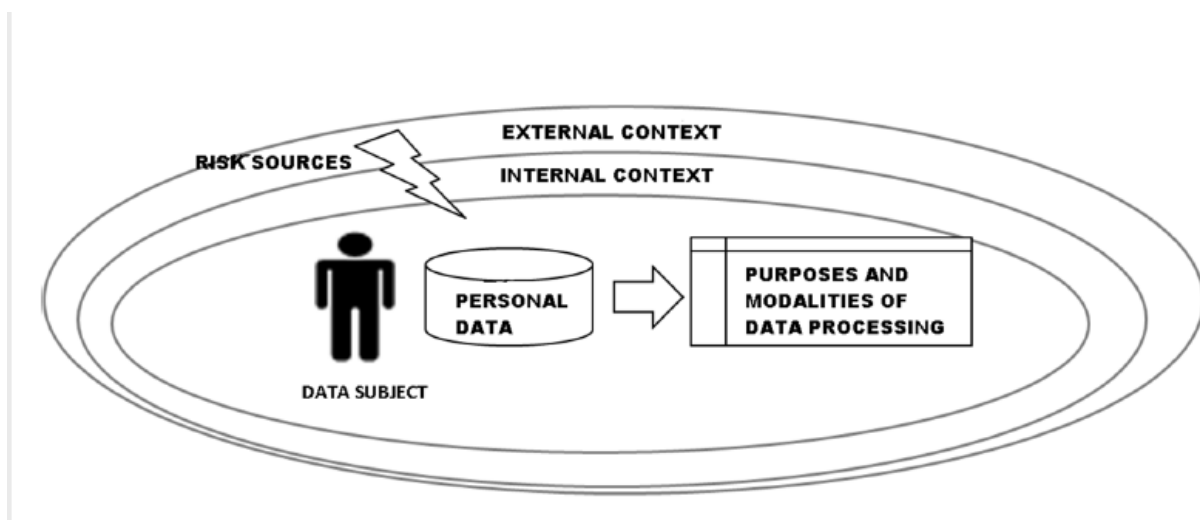 EXTERNAL CONTEXT
RISK SOURCES
INTERNAL CONTEXT
PERSONAL
DATA
PURPOSES AND
MODALITIES OF
DATA PROCESSING
DATA SUBJECT